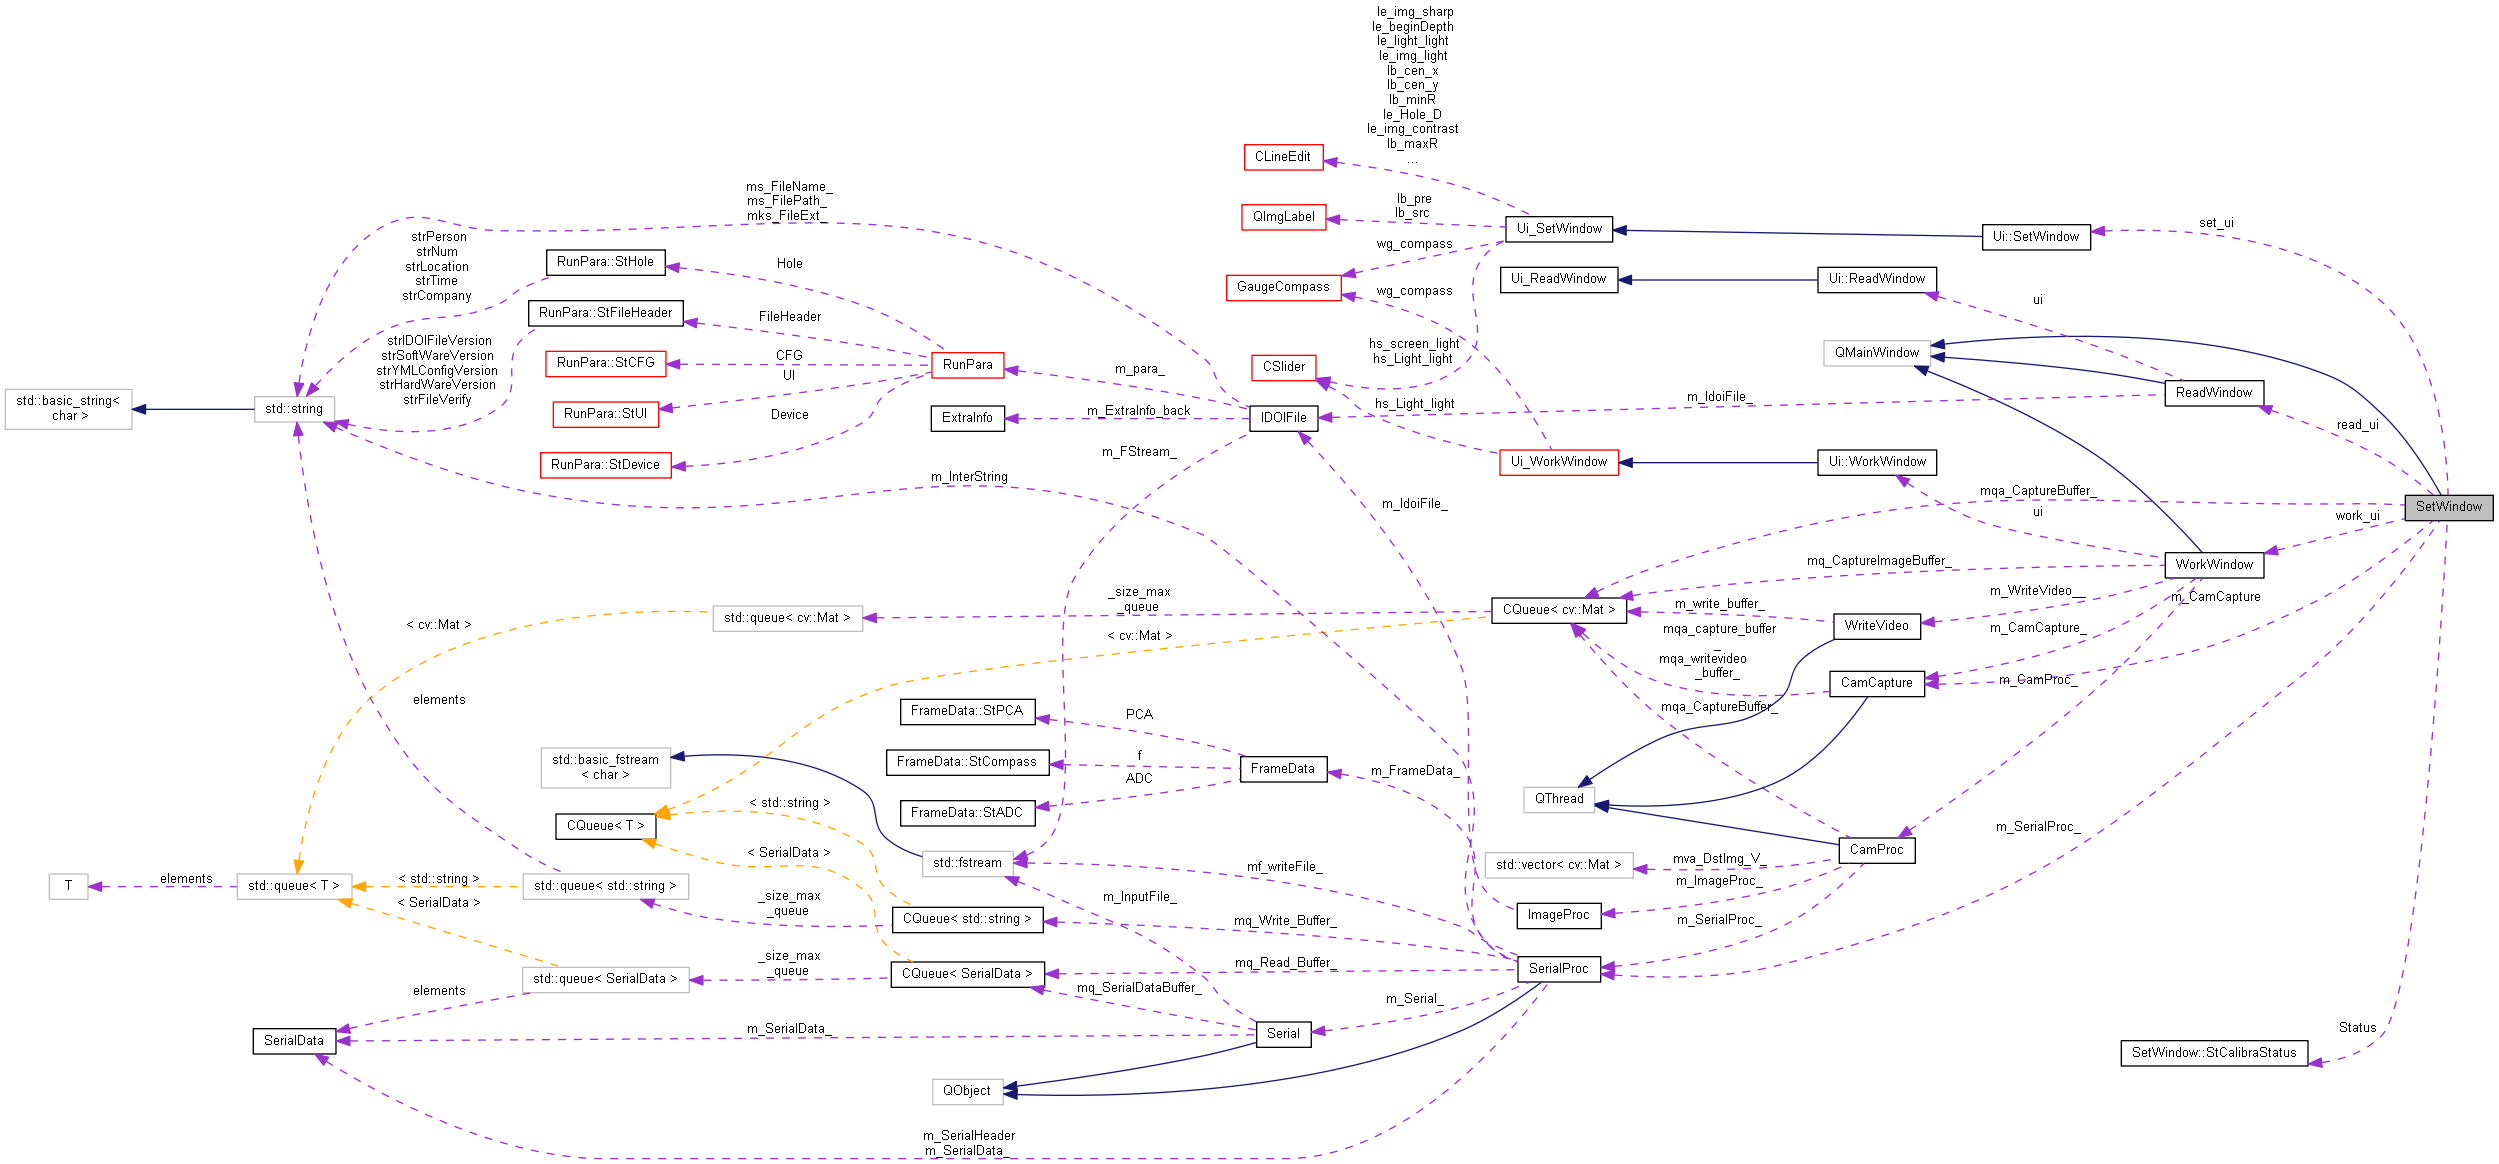 le_img_sharp
le_beginDepth
le_light_light
le_img_light
lb_cen_x
lb_cen_y
lb_minR
le_Hole_D
le_img_contrast
lb_maxR
...
CLineEdit
ms_FileName_
ms_FilePath_
mks_FileExt_
QImgLabel
lb_pre
lb_src
Ui_SetWindow
Ui::SetWindow
set_ui
strPerson
strNum
strLocation
strTime
strCompany
RunPara::StHole
Hole
wg_compass
GaugeCompass
wg_compass
Ui_ReadWindow
Ui::ReadWindow
ui
RunPara::StFileHeader
FileHeader
strIDOIFileVersion
strSoftWareVersion
strYMLConfigVersion
strHardWareVersion
strFileVerify
RunPara::StCFG
CFG
UI
RunPara
m_para_
hs_screen_light
hs_Light_light
CSlider
QMainWindow
ReadWindow
m_IdoiFile_
read_ui
std::basic_string<
char >
std::string
RunPara::StUI
Device
ExtraInfo
m_ExtraInfo_back
IDOIFile
hs_Light_light
RunPara::StDevice
m_FStream_
Ui_WorkWindow
Ui::WorkWindow
m_InterString
m_IdoiFile_
mqa_CaptureBuffer_
ui
SetWindow
work_ui
mq_CaptureImageBuffer_
WorkWindow
m_WriteVideo__
m_CamCapture
_size_max
_queue
std::queue< cv::Mat >
< cv::Mat >
< cv::Mat >
CQueue< cv::Mat >
m_write_buffer_
WriteVideo
m_CamCapture_
mqa_capture_buffer
_
mqa_writevideo
_buffer_
CamCapture
m_CamProc_
mqa_CaptureBuffer_
elements
FrameData::StPCA
PCA
std::basic_fstream
< char >
FrameData::StCompass
f
ADC
FrameData
m_FrameData_
QThread
FrameData::StADC
< std::string >
CQueue< T >
m_SerialProc_
< SerialData >
std::fstream
mf_writeFile_
std::vector< cv::Mat >
mva_DstImg_V_
CamProc
m_ImageProc_
T
elements
std::queue< T >
< std::string >
< SerialData >
std::queue< std::string >
_size_max
_queue
m_InputFile_
CQueue< std::string >
mq_Write_Buffer_
ImageProc
m_SerialProc_
_size_max
_queue
std::queue< SerialData >
CQueue< SerialData >
mq_Read_Buffer_
SerialProc
elements
mq_SerialDataBuffer_
m_Serial_
SerialData
m_SerialData_
Serial
Status
SetWindow::StCalibraStatus
QObject
m_SerialHeader
m_SerialData_